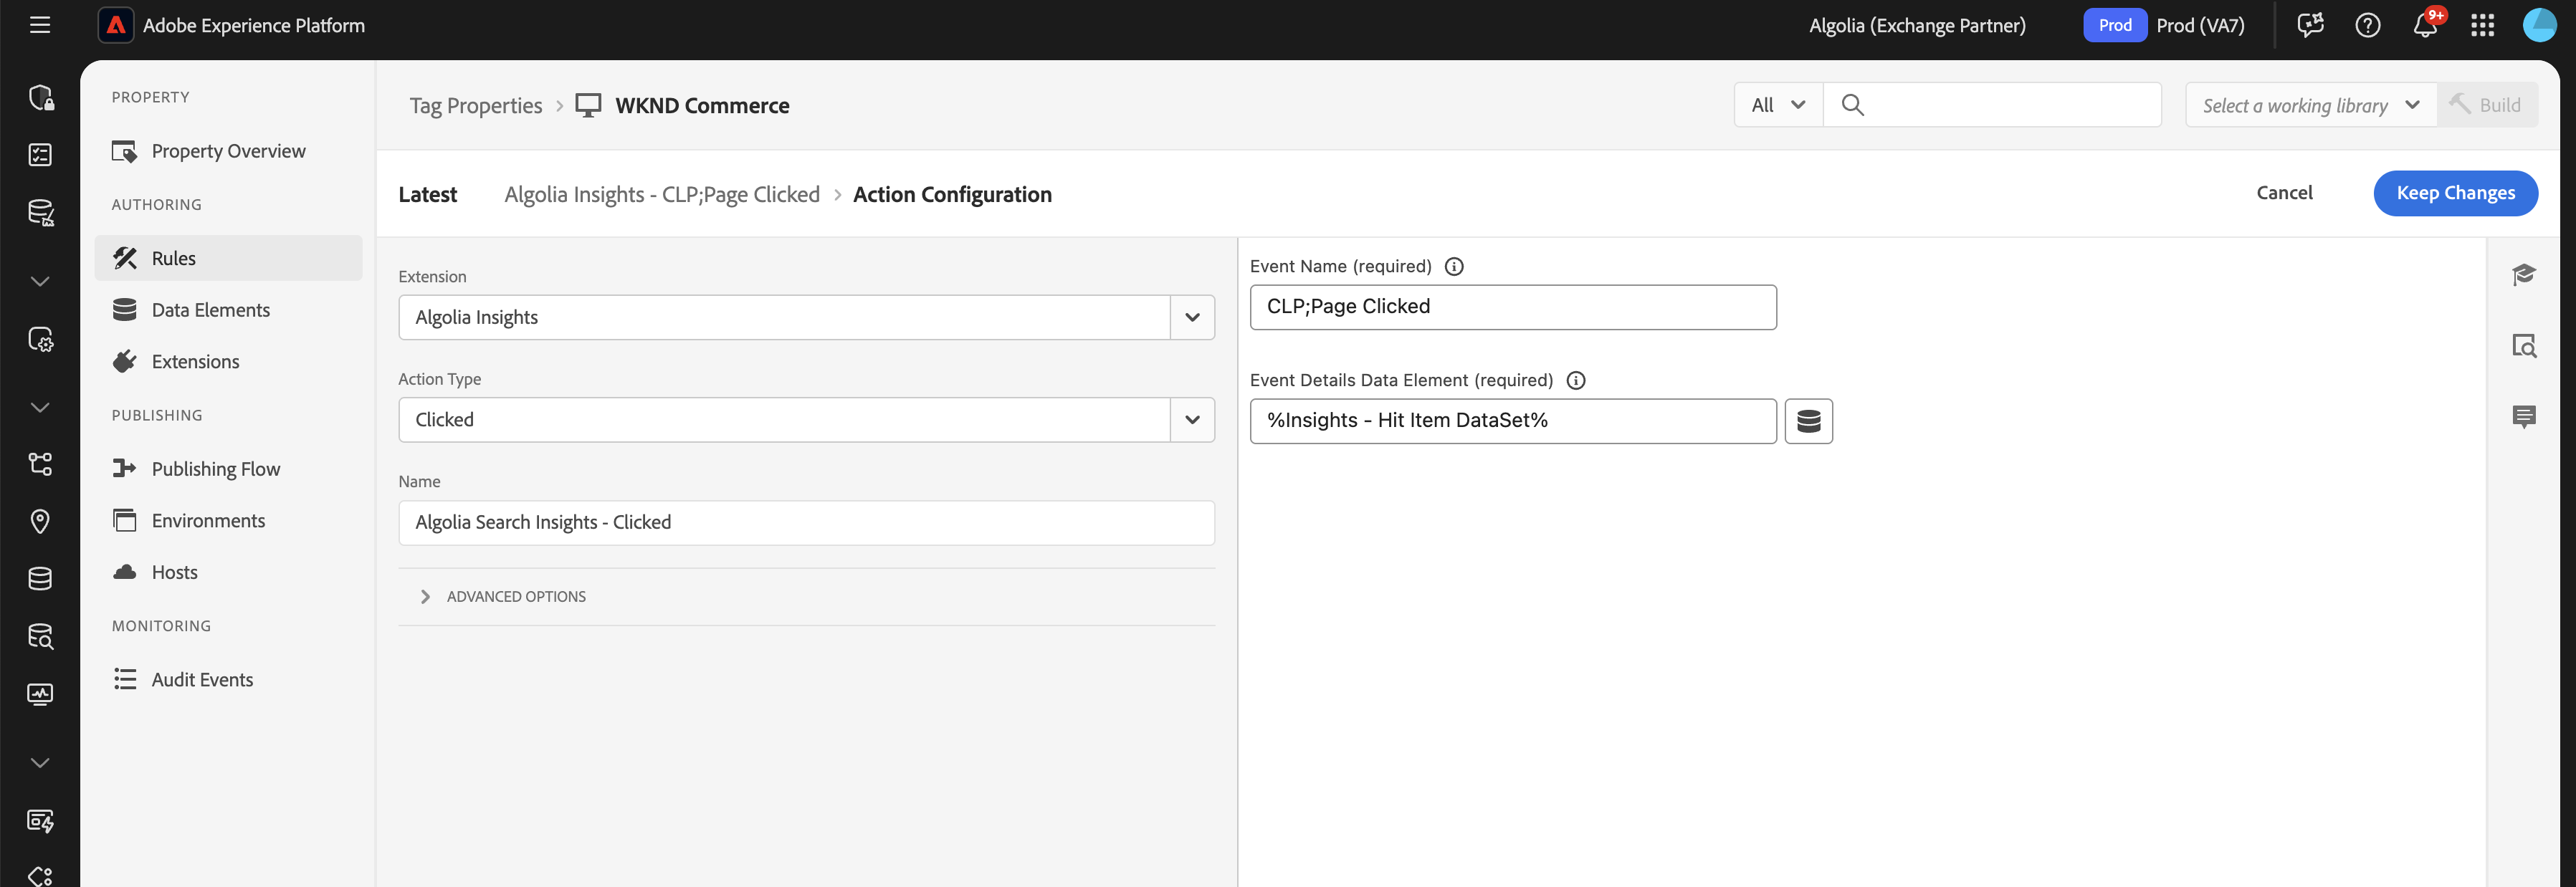 Adobe Experience Platform
Algolia (Exchange Partner)
Prod
Prod (VA7)
9+
PROPERTY
Property Overview
AUTHORING
Rules
Data Elements
Extensions
PUBLISHING
Publishing Flow
Environments
Hosts
MONITORING
Audit Events
Tag Properties
WKND Commerce
All
Select a working library
Build
Latest
Algolia Insights - CLP;Page Clicked
Action Configuration
Cancel
Keep Changes
Extension
Algolia Insights
Action Type
Clicked
Name
Algolia Search Insights - Clicked
ADVANCED OPTIONS
Event Name (required)
CLP;Page Clicked
Event Details Data Element (required)
%Insights - Hit Item DataSet%